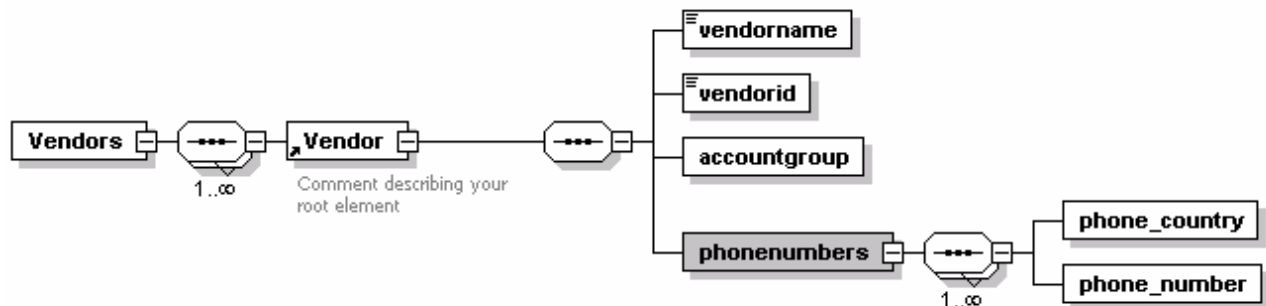 vendorname
vendorid
Vendors
Vendor
accountgroup
1..∞
Comment describing your
root element
phonenumbers
phone_country
phone_number
1..∞